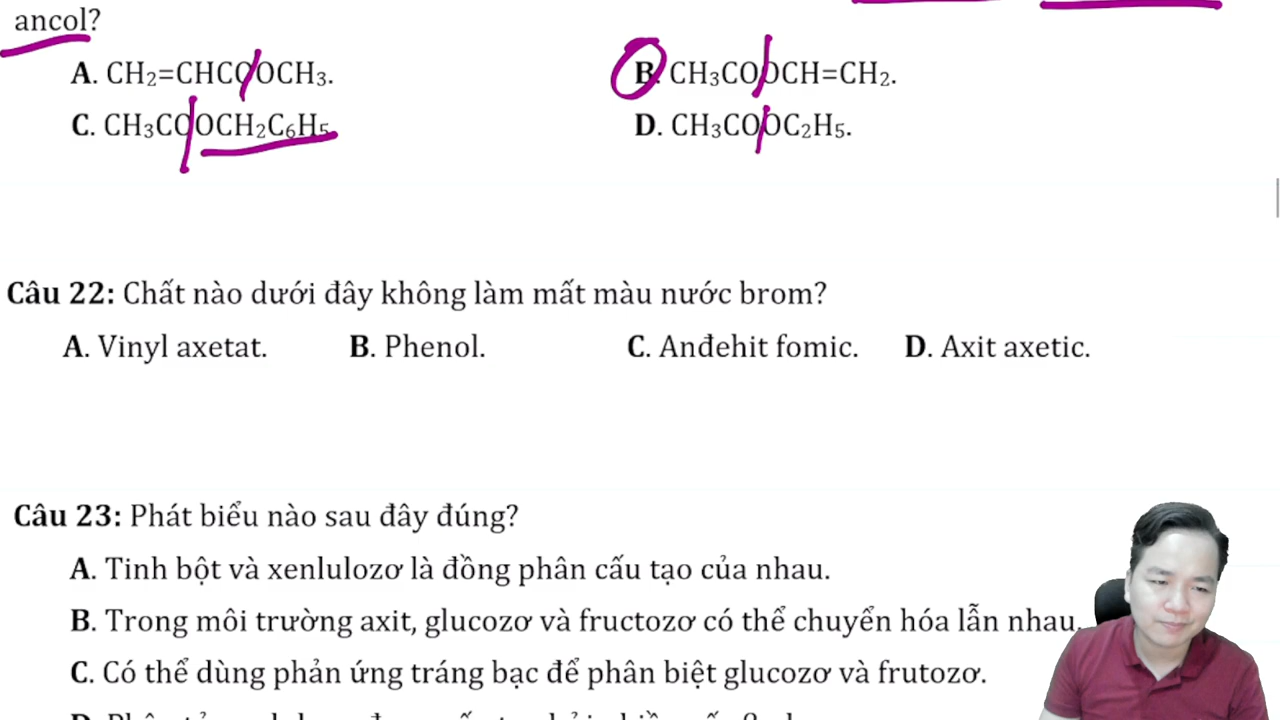 ancol?
A. CH₂=CHCOOCH₃. B. CH₃COOCH=CH₂.
C. CH₃COOCH₂C₆H₅ D. CH₃COOC₂H₅.
Câu 22: Chất nào dưới đây không làm mất màu nước brom?
A. Vinyl axetat. B. Phenol. C. Anđehit fomic. D. Axit axetic.
Câu 23: Phát biểu nào sau đây đúng?
A. Tinh bột và xenlulozơ là đồng phân cấu tạo của nhau.
B. Trong môi trường axit, glucozơ và fructozơ có thể chuyển hóa lẫn nhau.
C. Có thể dùng phản ứng tráng bạc để phân biệt glucozơ và frutozơ.